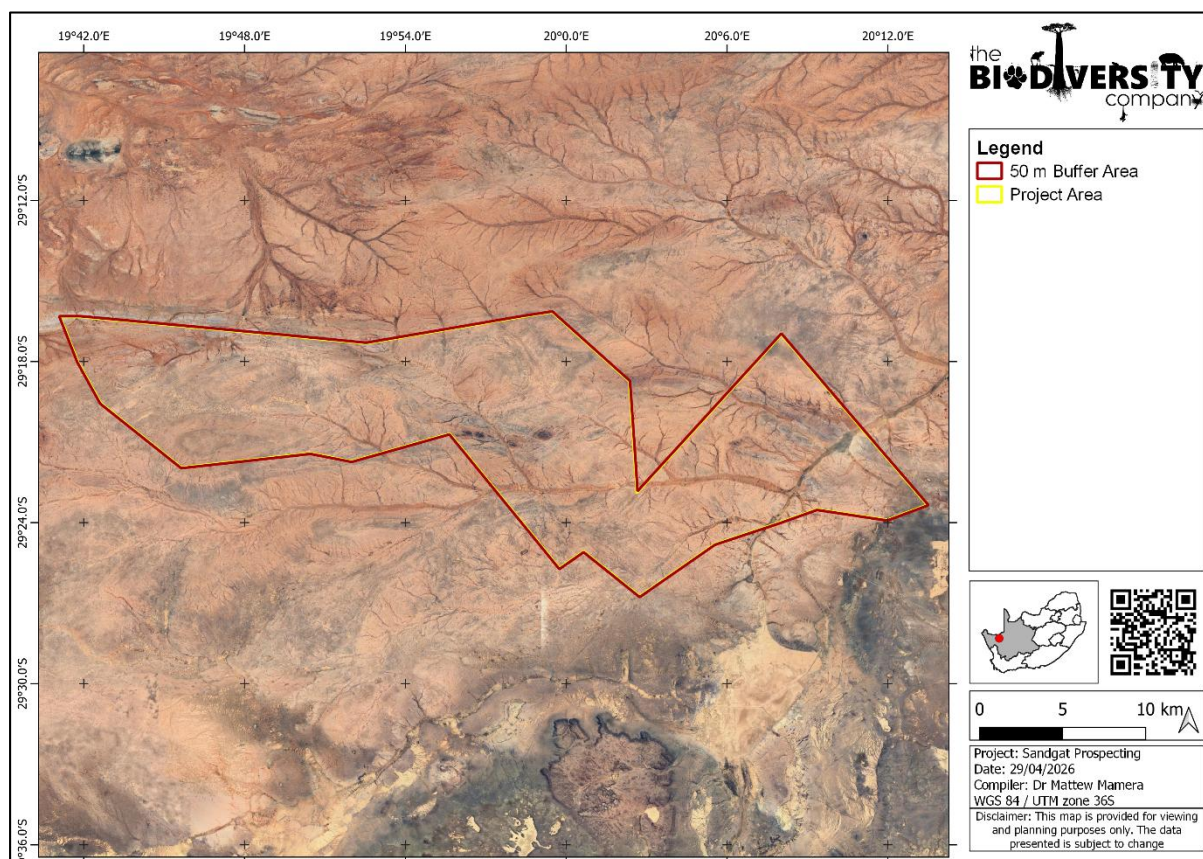 19°42.0'E 19°48.0'E 19°54.0'E 20°0.0'E 20°6.0'E 20°12.0'E
29°12.0'S
29°18.0'S
29°24.0'S
29°30.0'S
29°36.0'S
the
BIODIVERSITY
company
Legend
50 m Buffer Area
Project Area
0 5 10 km
Project: Sandgat Prospecting
Date: 29/04/2026
Compiler: Dr Mattew Mamera
WGS 84 / UTM zone 36S
Disclaimer: This map is provided for viewing
and planning purposes only. The data
presented is subject to change